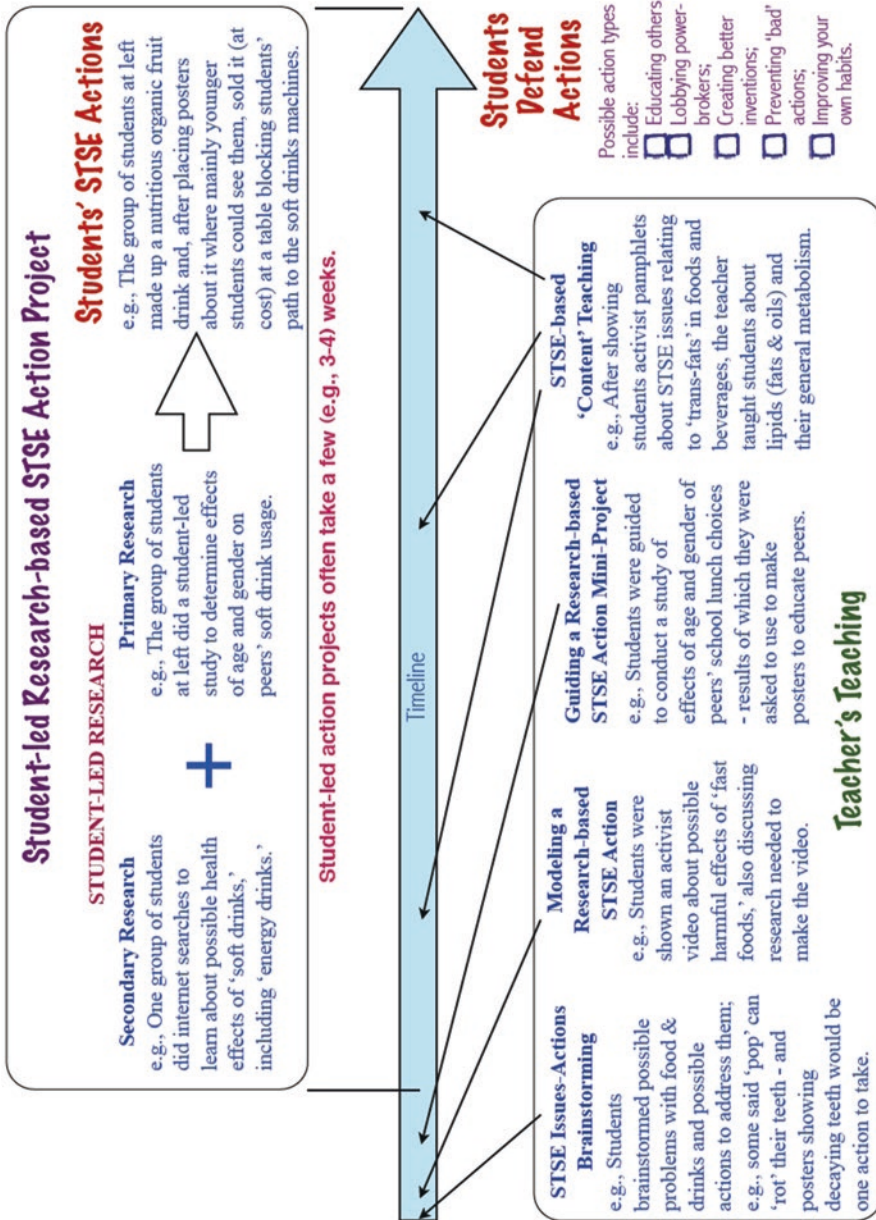 Student-led Research-based STSE Action Project
STUDENT-LED RESEARCH
Secondary Research
e.g., One group of students
did internet searches to
learn about possible health
effects of ‘soft drinks,’
including ‘energy drinks.’
Primary Research
e.g., The group of students
at left did a student-led
study to determine effects
of age and gender on
peers’ soft drink usage.
Students’ STSE Actions
e.g., The group of students at left
made up a nutritious organic fruit
drink and, after placing posters
about it where mainly younger
students could see them, sold it (at
cost) at a table blocking students’
path to the soft drinks machines.
Student-led action projects often take a few (e.g., 3-4) weeks.
Timeline
Students
Defend
Actions
Possible action types
include:
Educating others
Lobbying power-
brokers;
Creating better
inventions;
Preventing ‘bad’
actions;
Improving your
own habits.
STSE Issues-Actions
Brainstorming
e.g., Students
brainstormed possible
problems with food &
drinks and possible
actions to address them;
e.g., some said ‘pop’ can
‘rot’ their teeth - and
posters showing
decaying teeth would be
one action to take.
Modeling a
Research-based
STSE Action
e.g., Students were
shown an activist
video about possible
harmful effects of ‘fast
foods,’ also discussing
research needed to
make the video.
Guiding a Research-based
STSE Action Mini-Project
e.g., Students were guided
to conduct a study of
effects of age and gender of
peers’ school lunch choices
- results of which they were
asked to use to make
posters to educate peers.
STSE-based
‘Content’ Teaching
e.g., After showing
students activist pamphlets
about STSE issues relating
to ‘trans-fats’ in foods and
beverages, the teacher
taught students about
lipids (fats & oils) and
their general metabolism.
Teacher’s Teaching